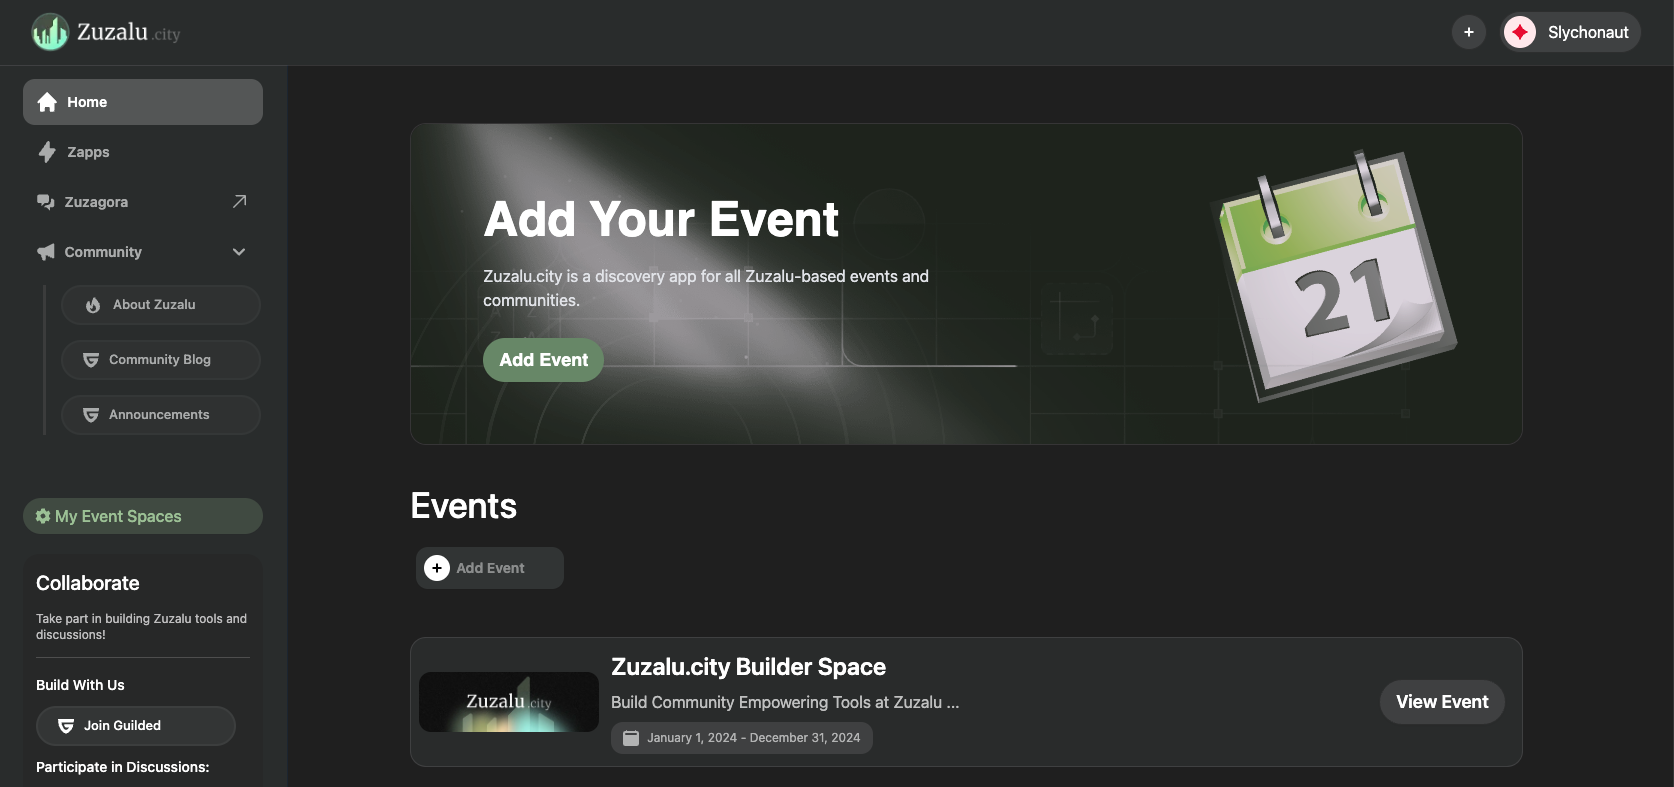 Zuzalu.city
Slychonaut
Home
Zapps
Zuzagora
Community
About Zuzalu
Community Blog
Announcements
My Event Spaces
Collaborate
Take part in building Zuzalu tools and
discussions!
Build With Us
Join Guilded
Participate in Discussions:
Add Your Event
Zuzalu.city is a discovery app for all Zuzalu-based events and
communities.
Add Event
21
Events
Add Event
Zuzalu.city
Zuzalu.city Builder Space
Build Community Empowering Tools at Zuzalu ...
January 1, 2024 - December 31, 2024
View Event